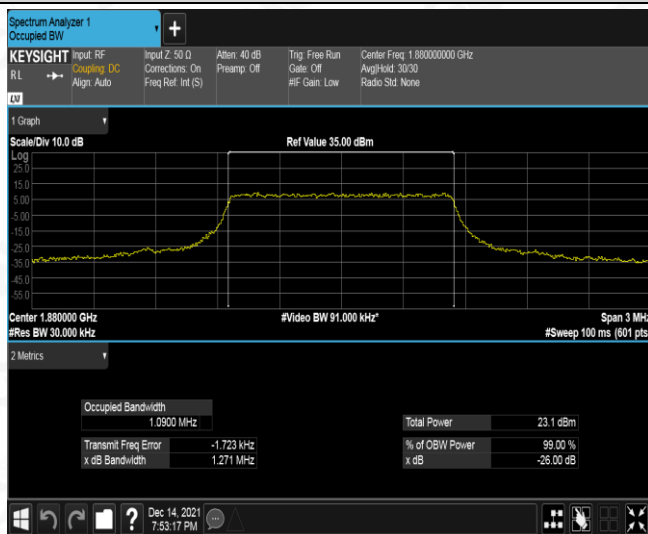 Spectrum Analyzer 1
Occupied BW
KEYSIGHT
RL
LXI
Input: RF
Coupling: DC
Align: Auto
Input Z: 50 Ω
Corrections: On
Freq Ref: Int (S)
Atten: 40 dB
Preamp: Off
Trig: Free Run
Gate: Off
#IF Gain: Low
Center Freq: 1.880000000 GHz
Avg|Hold: 30/30
Radio Std: None
1 Graph
Scale/Div 10.0 dB
Ref Value 35.00 dBm
Log
25.0
15.0
5.00
-5.00
-15.0
-25.0
-35.0
-45.0
-55.0
Center 1.880000 GHz
#Video BW 91.000 kHz*
Span 3 MHz
#Res BW 30.000 kHz
#Sweep 100 ms (601 pts
2 Metrics
Occupied Bandwidth
1.0900 MHz
Total Power 23.1 dBm
Transmit Freq Error -1.723 kHz
% of OBW Power 99.00 %
x dB Bandwidth 1.271 MHz
x dB -26.00 dB
?
Dec 14, 2021
7:53:17 PM